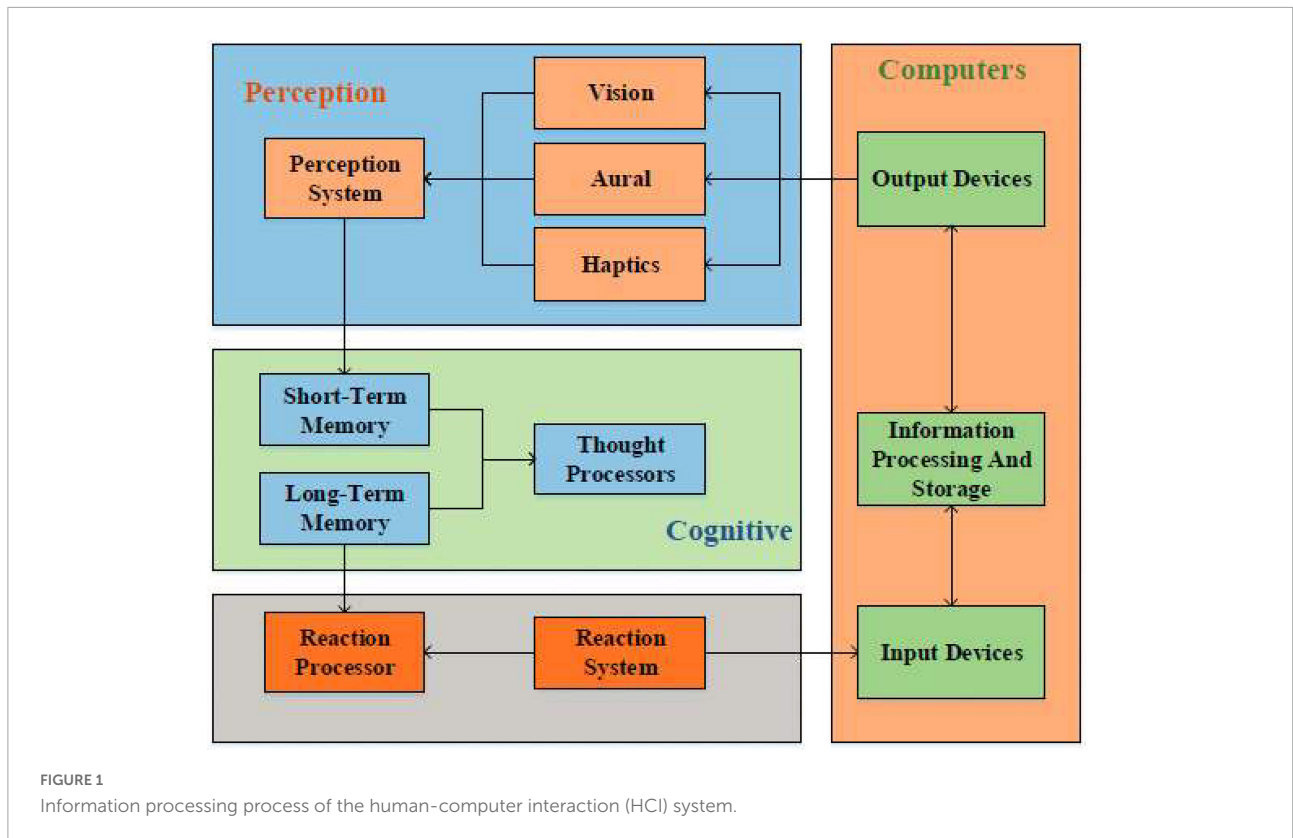 Perception
Vision
Aural
Haptics
Perception
System
Computers
Output Devices
Information
Processing And
Storage
Input Devices
Short-Term
Memory
Long-Term
Memory
Thought
Processors
Cognitive
Reaction
Processor
Reaction
System
FIGURE 1
Information processing process of the human-computer interaction (HCI) system.